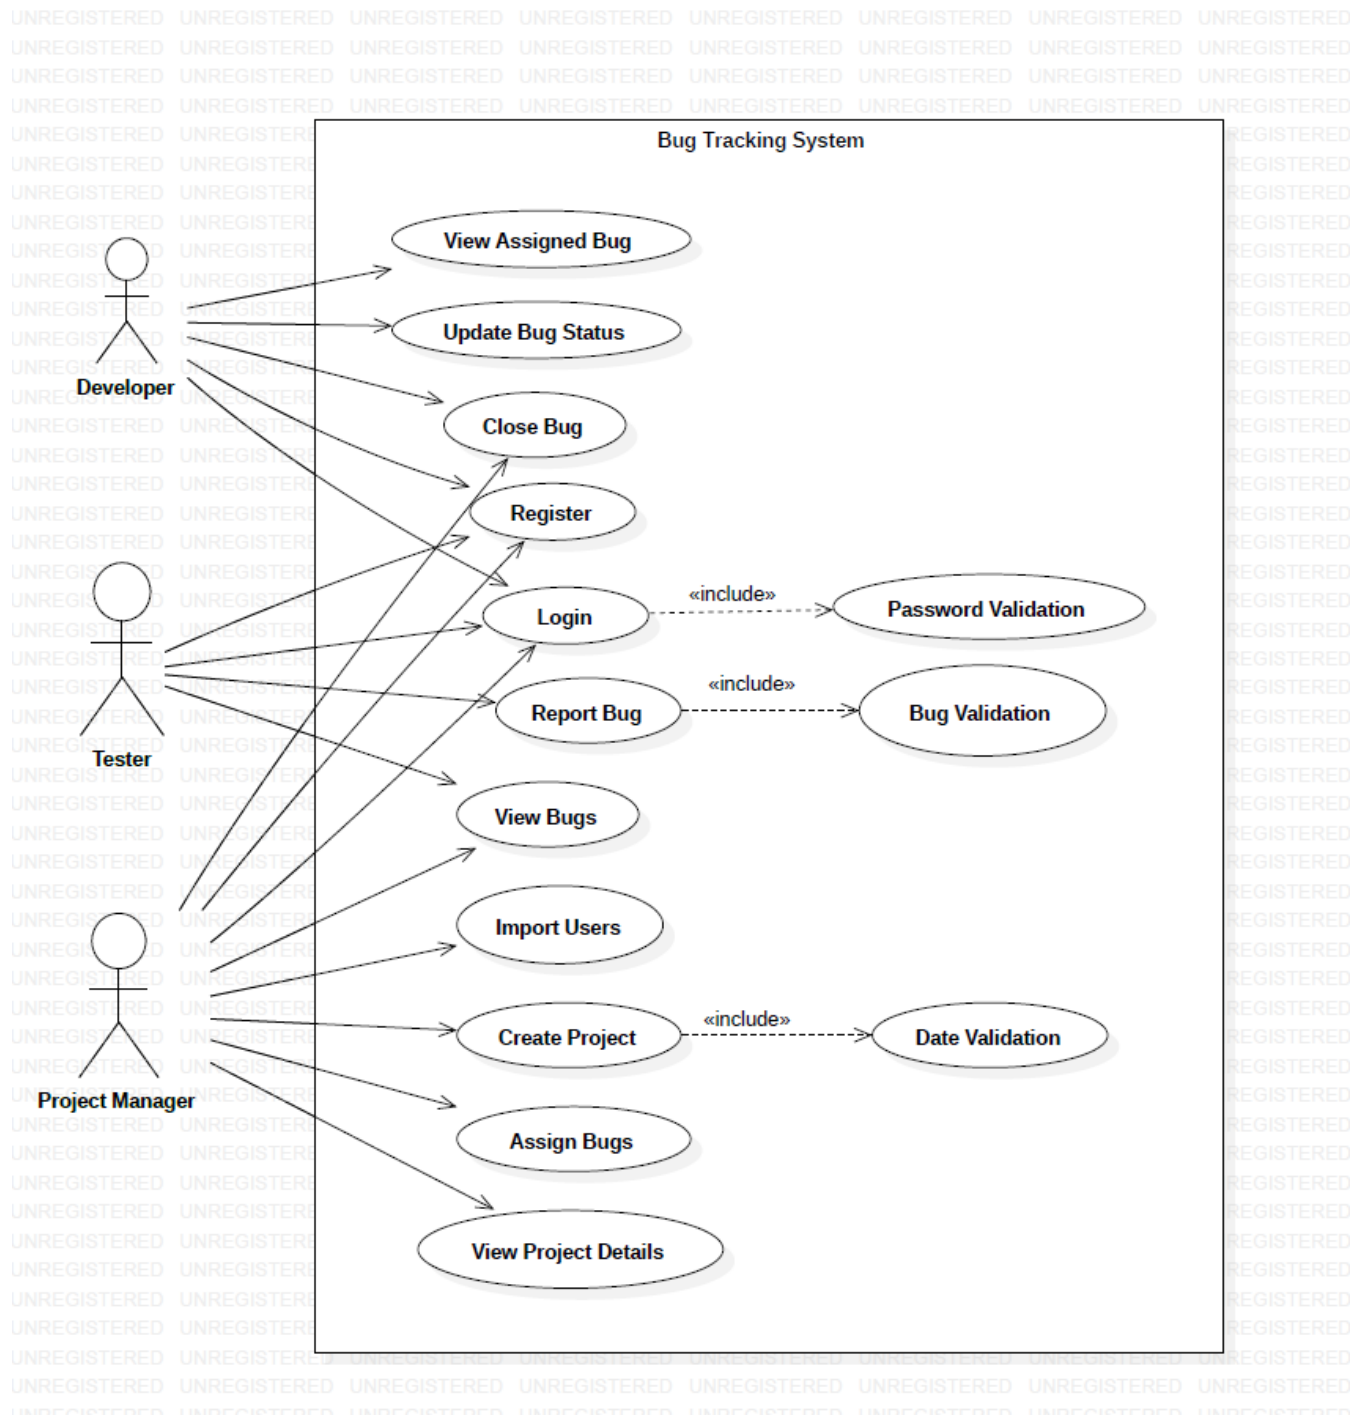 Bug Tracking System
View Assigned Bug
Update Bug Status
Developer
Close Bug
Register
«include»
Login
Password Validation
«include»
Report Bug
Bug Validation
Tester
View Bugs
Import Users
«include»
Create Project
Date Validation
Project Manager
Assign Bugs
View Project Details
UNREGISTERED